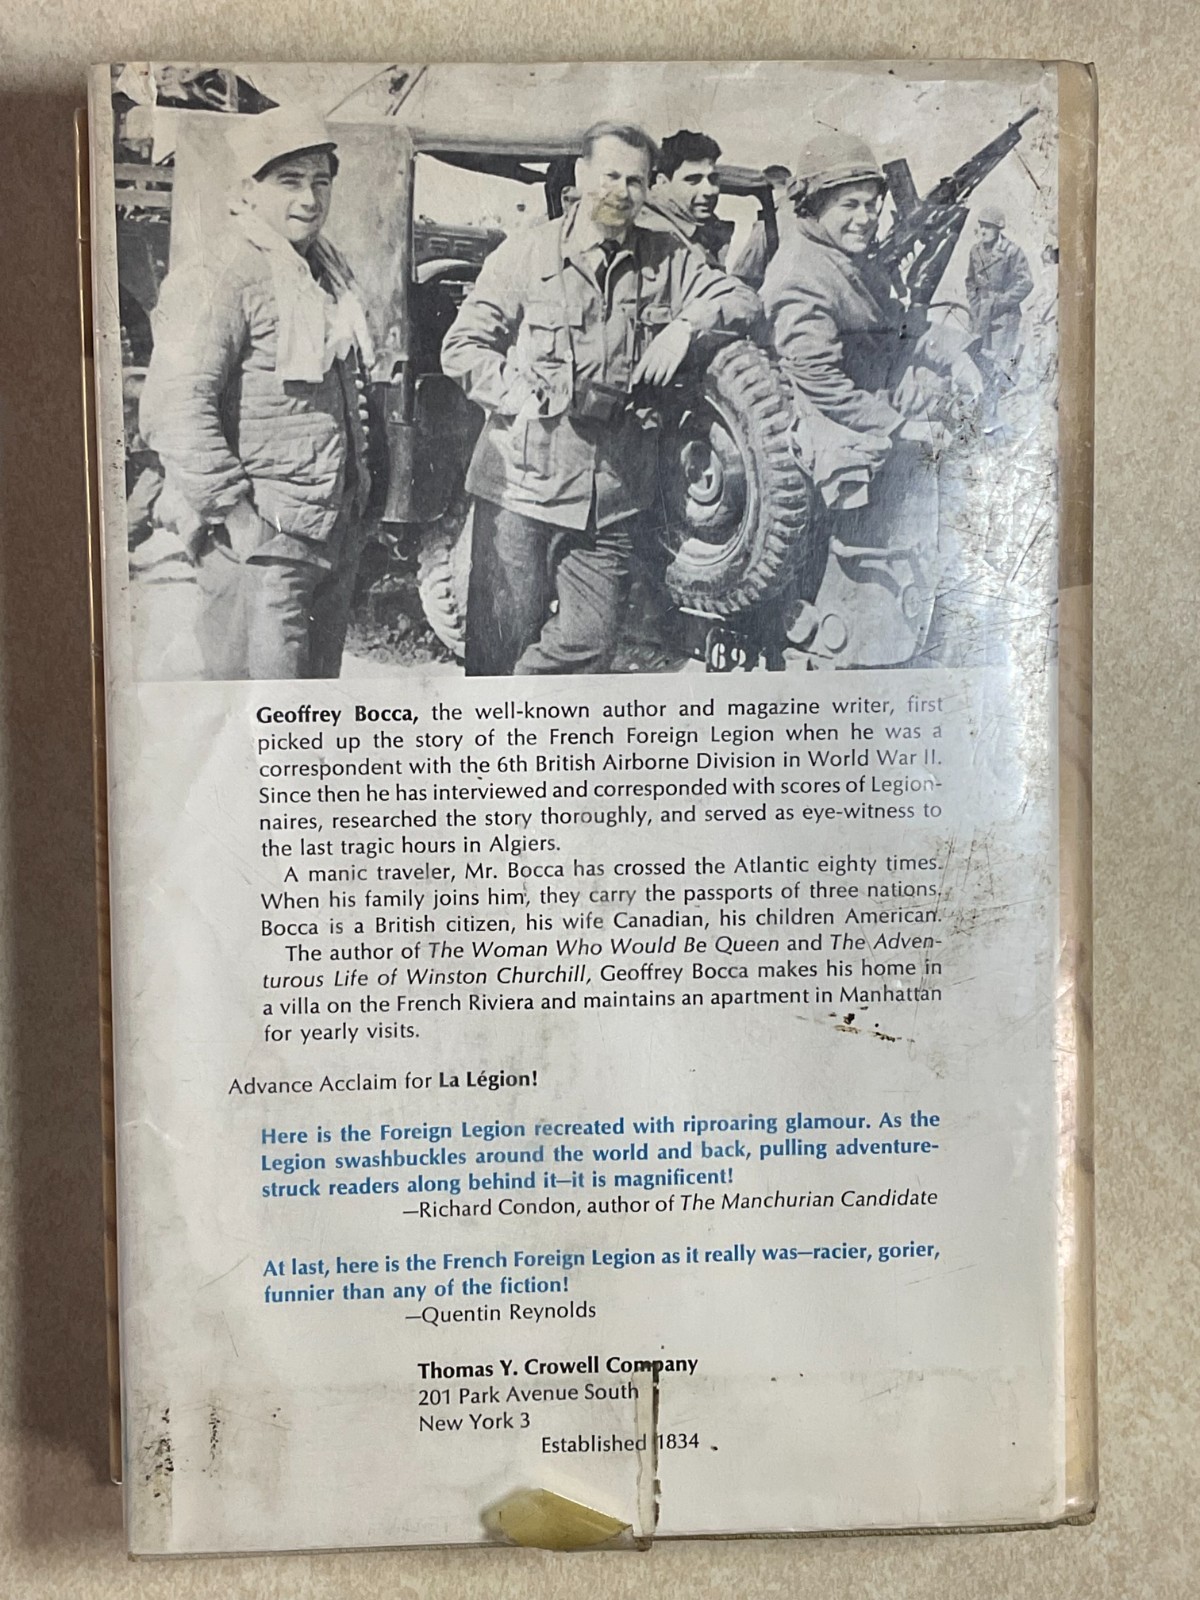 69
Geoffrey Bocca, the well-known author and magazine writer, first
picked up the story of the French Foreign Legion when he was a
correspondent with the 6th British Airborne Division in World War II.
Since then he has interviewed and corresponded with scores of Legion-
naires, researched the story thoroughly, and served as eye-witness to
the last tragic hours in Algiers.
A manic traveler, Mr. Bocca has crossed the Atlantic eighty times.
When his family joins him, they carry the passports of three nations.
Bocca is a British citizen, his wife Canadian, his children American.
The author of The Woman Who Would Be Queen and The Adven-
turous Life of Winston Churchill, Geoffrey Bocca makes his home in
a villa on the French Riviera and maintains an apartment in Manhattan
for yearly visits.
Advance Acclaim for La Légion!
Here is the Foreign Legion recreated with riproaring glamour. As the
Legion swashbuckles around the world and back, pulling adventure-
struck readers along behind it—it is magnificent!
—Richard Condon, author of The Manchurian Candidate
At last, here is the French Foreign Legion as it really was—racier, gorier,
funnier than any of the fiction!
—Quentin Reynolds
Thomas Y. Crowell Company
201 Park Avenue South
New York 3
Established 1834